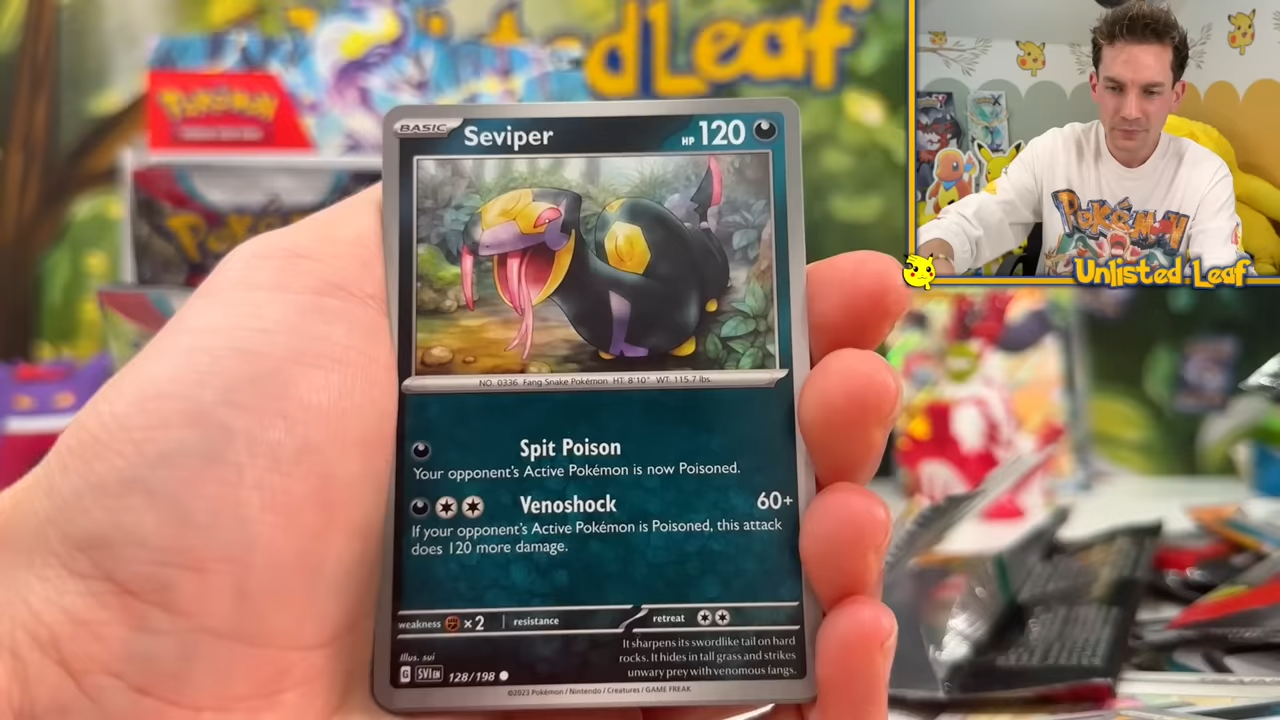 Unlisted Leaf
POKÉMON
Pokémon
BASIC Seviper HP 120
NO. 0336 Fang Snake Pokémon HT: 8'10" WT: 115.7 lbs.
Spit Poison
Your opponent's Active Pokémon is now Poisoned.
Venoshock 60+
If your opponent's Active Pokémon is Poisoned, this attack
does 120 more damage.
weakness ×2 resistance retreat
It sharpens its swordlike tail on hard
rocks. It hides in tall grass and strikes
unwary prey with venomous fangs.
Illus. sui
G SVI EN 128/198
©2023 Pokémon / Nintendo / Creatures / GAME FREAK
POKÉMON
Unlisted Leaf